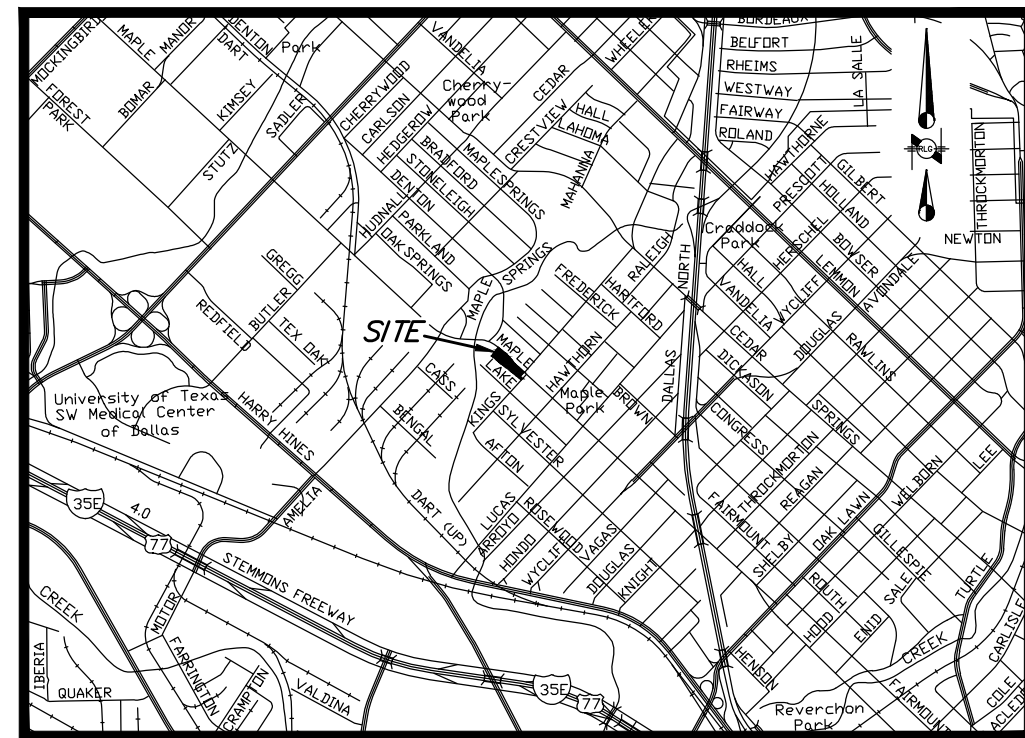 MOCKINGBIRD
MAPLE
MANOR
DENTON
DART
Park
VANDELIA
WHEELER
BORDEAUX
BELFORT
RHEIMS
WESTWAY
FAIRWAY
ROLAND
LA SALLE
FOREST
PARK
BOMAR
KIMSEY
SADLER
STUTZ
CHERRYWOOD
CARLSON
HEDGEROW
Cherry-
wood
Park
CEDAR
CRESTVIEW
HALL
LAHOMA
MAHANNA
BRADFORD
STONELEIGH
MAPLESPRINGS
DENTON
HUDNALL
PARKLAND
OAKSPRINGS
HAWTHORNE
PRESCOTT
GILBERT
HOLLAND
RLG
THROCKMORTON
NEWTON
Craddock
Park
HERSCHEL
BOWSER
LEMMON
AVONDALE
HALL
VANDELIA
WYCLIFF
NORTH
DALLAS
RALEIGH
HARTFORD
FREDERICK
MAPLE
SPRINGS
GREGG
BUTLER
REDFIELD
TEX OAK
SITE
MAPLE
LAKE
HAWTHORN
Maple
Park
BROWN
CEDAR
DICKASON
DOUGLAS
RAWLINS
CONGRESS
SPRINGS
University of Texas
SW Medical Center
of Dallas
HARRY HINES
CASS
BENGAL
KINGS
SYLVESTER
AFTON
DART (UP)
LUCAS
ARROYO
HONDO
WYCLIFF
ROSEWOOD
VAGAS
DOUGLAS
KNIGHT
FAIRMOUNT
THROCKMORTON
REAGAN
SHELBY
OAK LAWN
WELBORN
LEE
GILLESPIE
SALE
TURTLE
ROUTH
HOOD
ENID
CREEK
CARLISLE
HENSON
Reverchon
Park
FAIRMOUNT
COLE
35E
4.0
77
AMELIA
STEMMONS FREEWAY
CREEK
MOTOR
IBERIA
QUAKER
FARRINGTON
CRAMPTON
VALDINA
35E
77